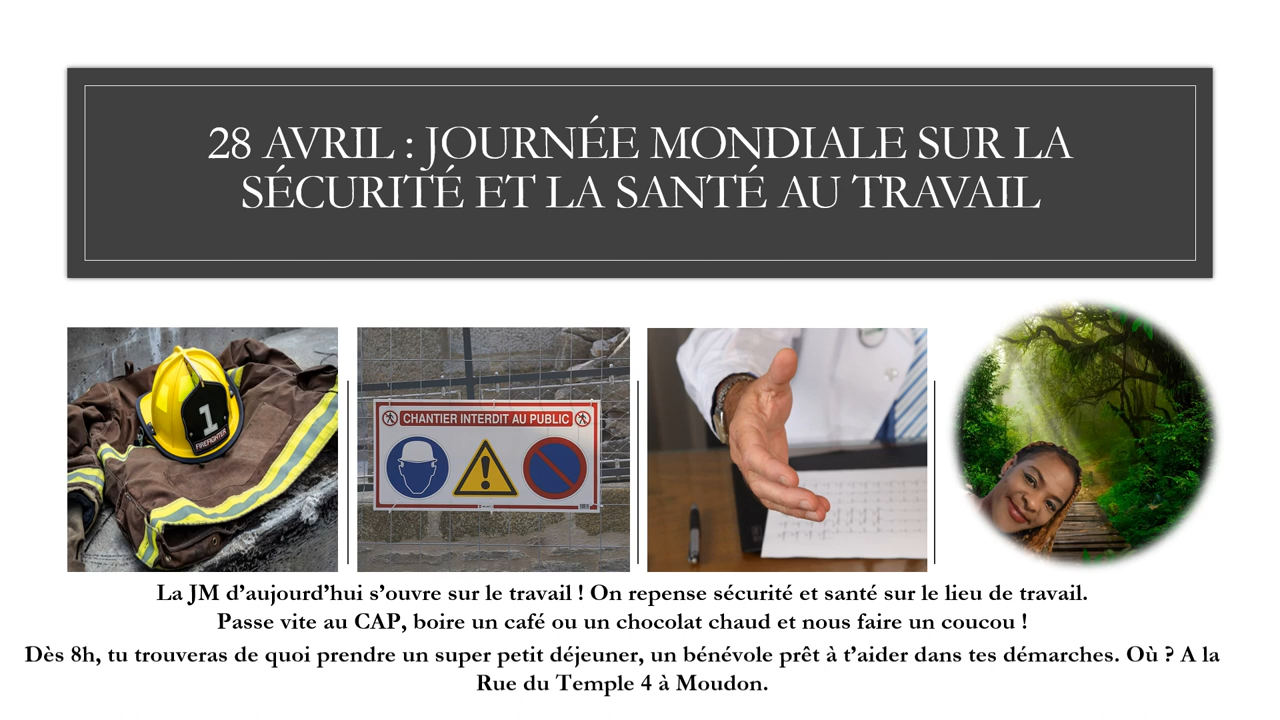 28 AVRIL : JOURNÉE MONDIALE SUR LA
SÉCURITÉ ET LA SANTÉ AU TRAVAIL
1
FIREFIGHTER
CHANTIER INTERDIT AU PUBLIC
La JM d’aujourd’hui s’ouvre sur le travail ! On repense sécurité et santé sur le lieu de travail.
Passe vite au CAP, boire un café ou un chocolat chaud et nous faire un coucou !
Dès 8h, tu trouveras de quoi prendre un super petit déjeuner, un bénévole prêt à t’aider dans tes démarches. Où ? A la
Rue du Temple 4 à Moudon.